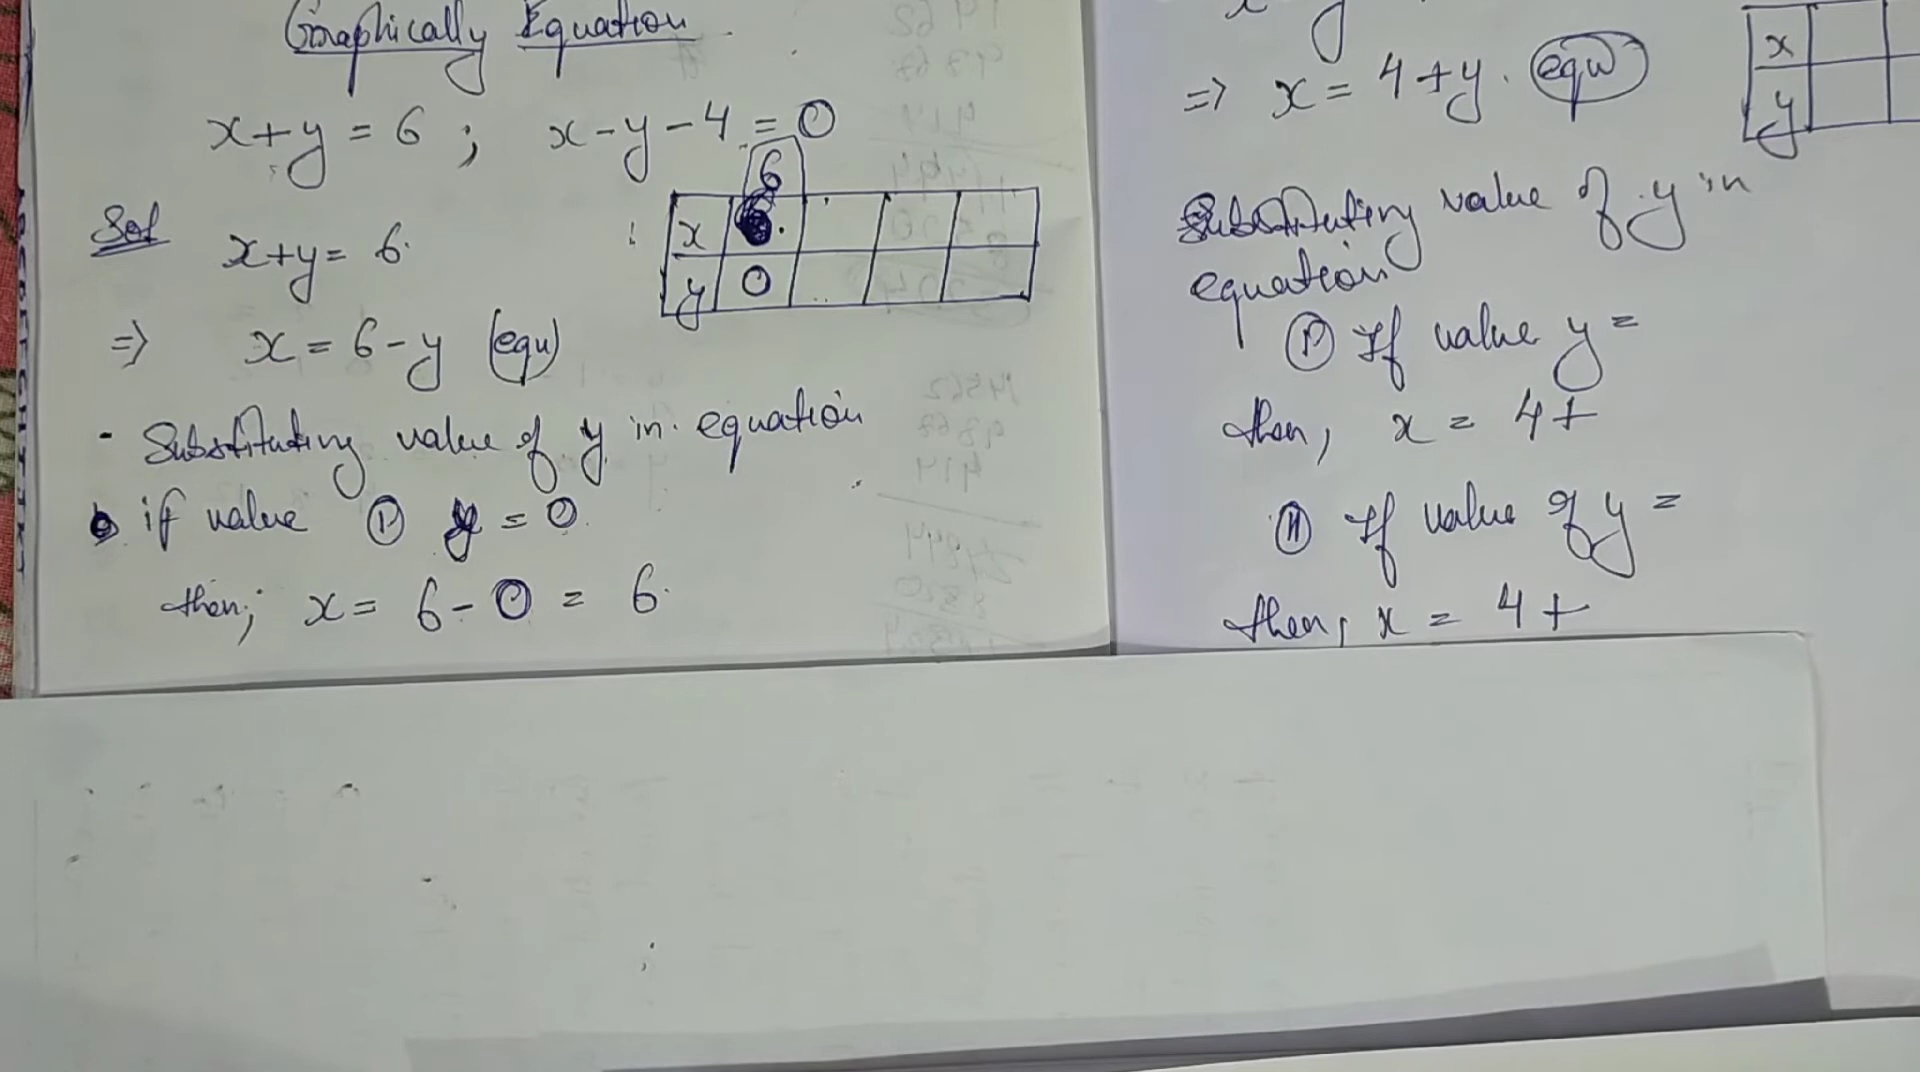 Graphically Equation
x+y = 6 ; x-y-4 = 0
6
Sol x+y = 6
x
y 0
=> x = 6-y (equ)
- Substituting value of y in equation
if value (i) y = 0
then; x = 6-0 = 6
=> x = 4+y. equ
x
y
Substituting value of y in
equation
(i) If value y =
then, x = 4+
(ii) If value of y =
then, x = 4+